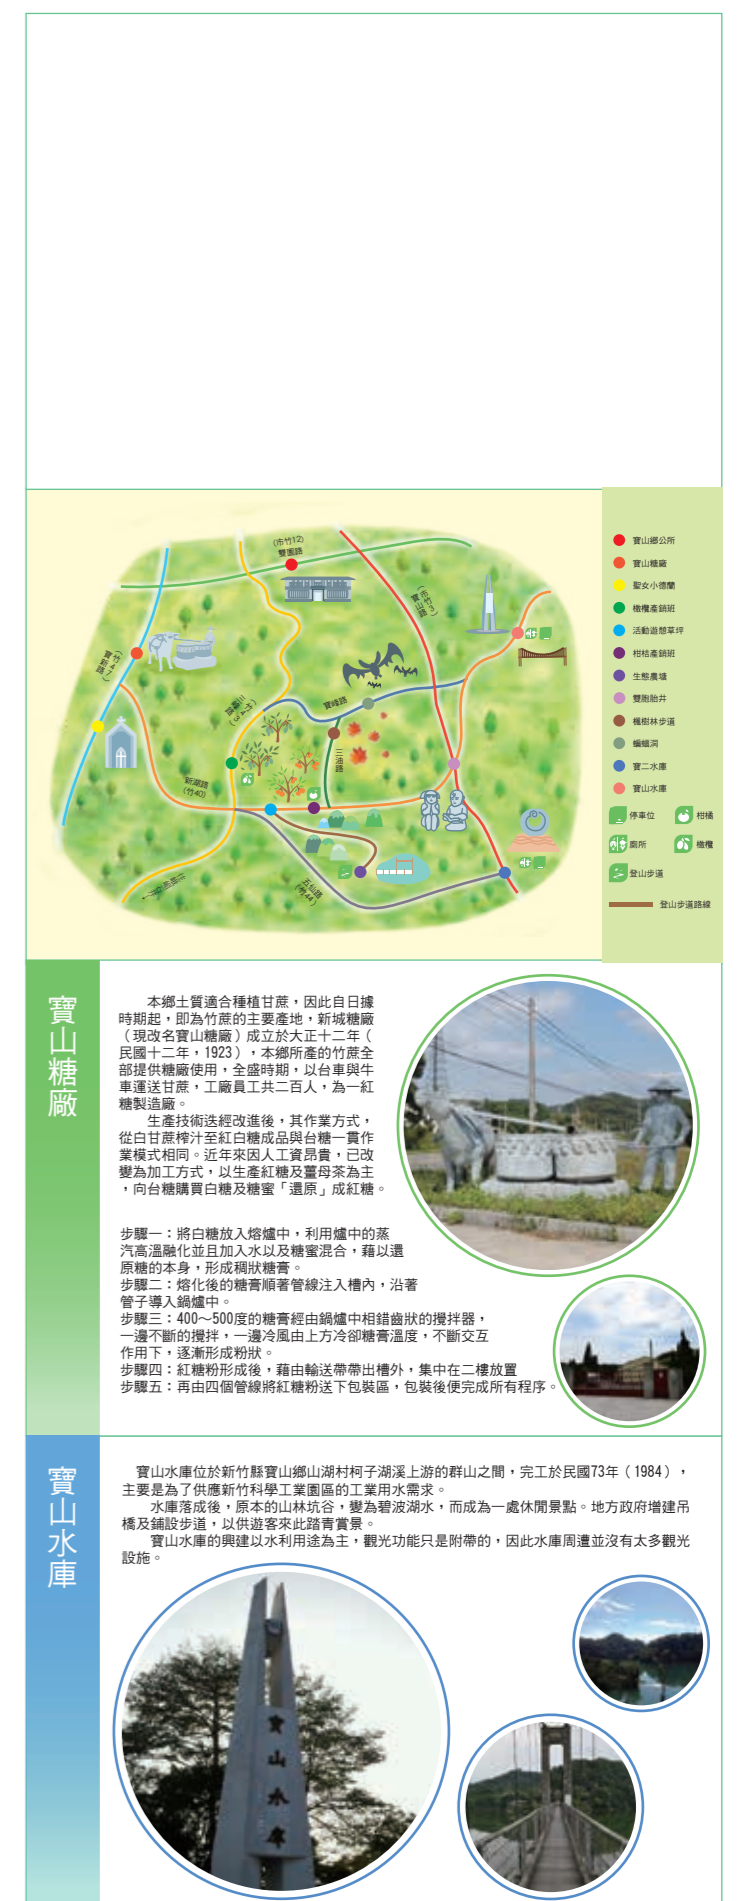 (市竹12)
雙園路
(市竹3)
寶山路
(竹47)
寶新路
(竹43)
三峰路
寶峰路
三油路
新湖路
(竹40)
五仙路
(竹44)
寶山鄉公所
寶山糖廠
聖女小德蘭
橄欖產銷班
活動遊憩草坪
柑桔產銷班
生態農塘
雙胞胎井
楓樹林步道
蝙蝠洞
寶二水庫
寶山水庫
停車位 柑橘
廁所 橄欖
登山步道
登山步道路線
寶山糖廠
本鄉土質適合種植甘蔗，因此自日據
時期起，即為竹蔗的主要產地，新城糖廠
（現改名寶山糖廠）成立於大正十二年（
民國十二年，1923），本鄉所產的竹蔗全
部提供糖廠使用，全盛時期，以台車與牛
車運送甘蔗，工廠員工共二百人，為一紅
糖製造廠。
生產技術迭經改進後，其作業方式，
從白甘蔗榨汁至紅白糖成品與台糖一貫作
業模式相同。近年來因人工資昂貴，已改
變為加工方式，以生產紅糖及薑母茶為主
，向台糖購買白糖及糖蜜「還原」成紅糖。
步驟一：將白糖放入熔爐中，利用爐中的蒸
汽高溫融化並且加入水以及糖蜜混合，藉以還
原糖的本身，形成稠狀糖膏。
步驟二：熔化後的糖膏順著管線注入槽內，沿著
管子導入鍋爐中。
步驟三：400～500度的糖膏經由鍋爐中相錯齒狀的攪拌器，
一邊不斷的攪拌，一邊冷風由上方冷卻糖膏溫度，不斷交互
作用下，逐漸形成粉狀。
步驟四：紅糖粉形成後，藉由輸送帶帶出槽外，集中在二樓放置
步驟五：再由四個管線將紅糖粉送下包裝區，包裝後便完成所有程序。
寶山水庫
寶山水庫位於新竹縣寶山鄉山湖村柯子湖溪上游的群山之間，完工於民國73年（1984），
主要是為了供應新竹科學工業園區的工業用水需求。
水庫落成後，原本的山林坑谷，變為碧波湖水，而成為一處休閒景點。地方政府增建吊
橋及鋪設步道，以供遊客來此踏青賞景。
寶山水庫的興建以水利用途為主，觀光功能只是附帶的，因此水庫周遭並沒有太多觀光
設施。
寶山水庫